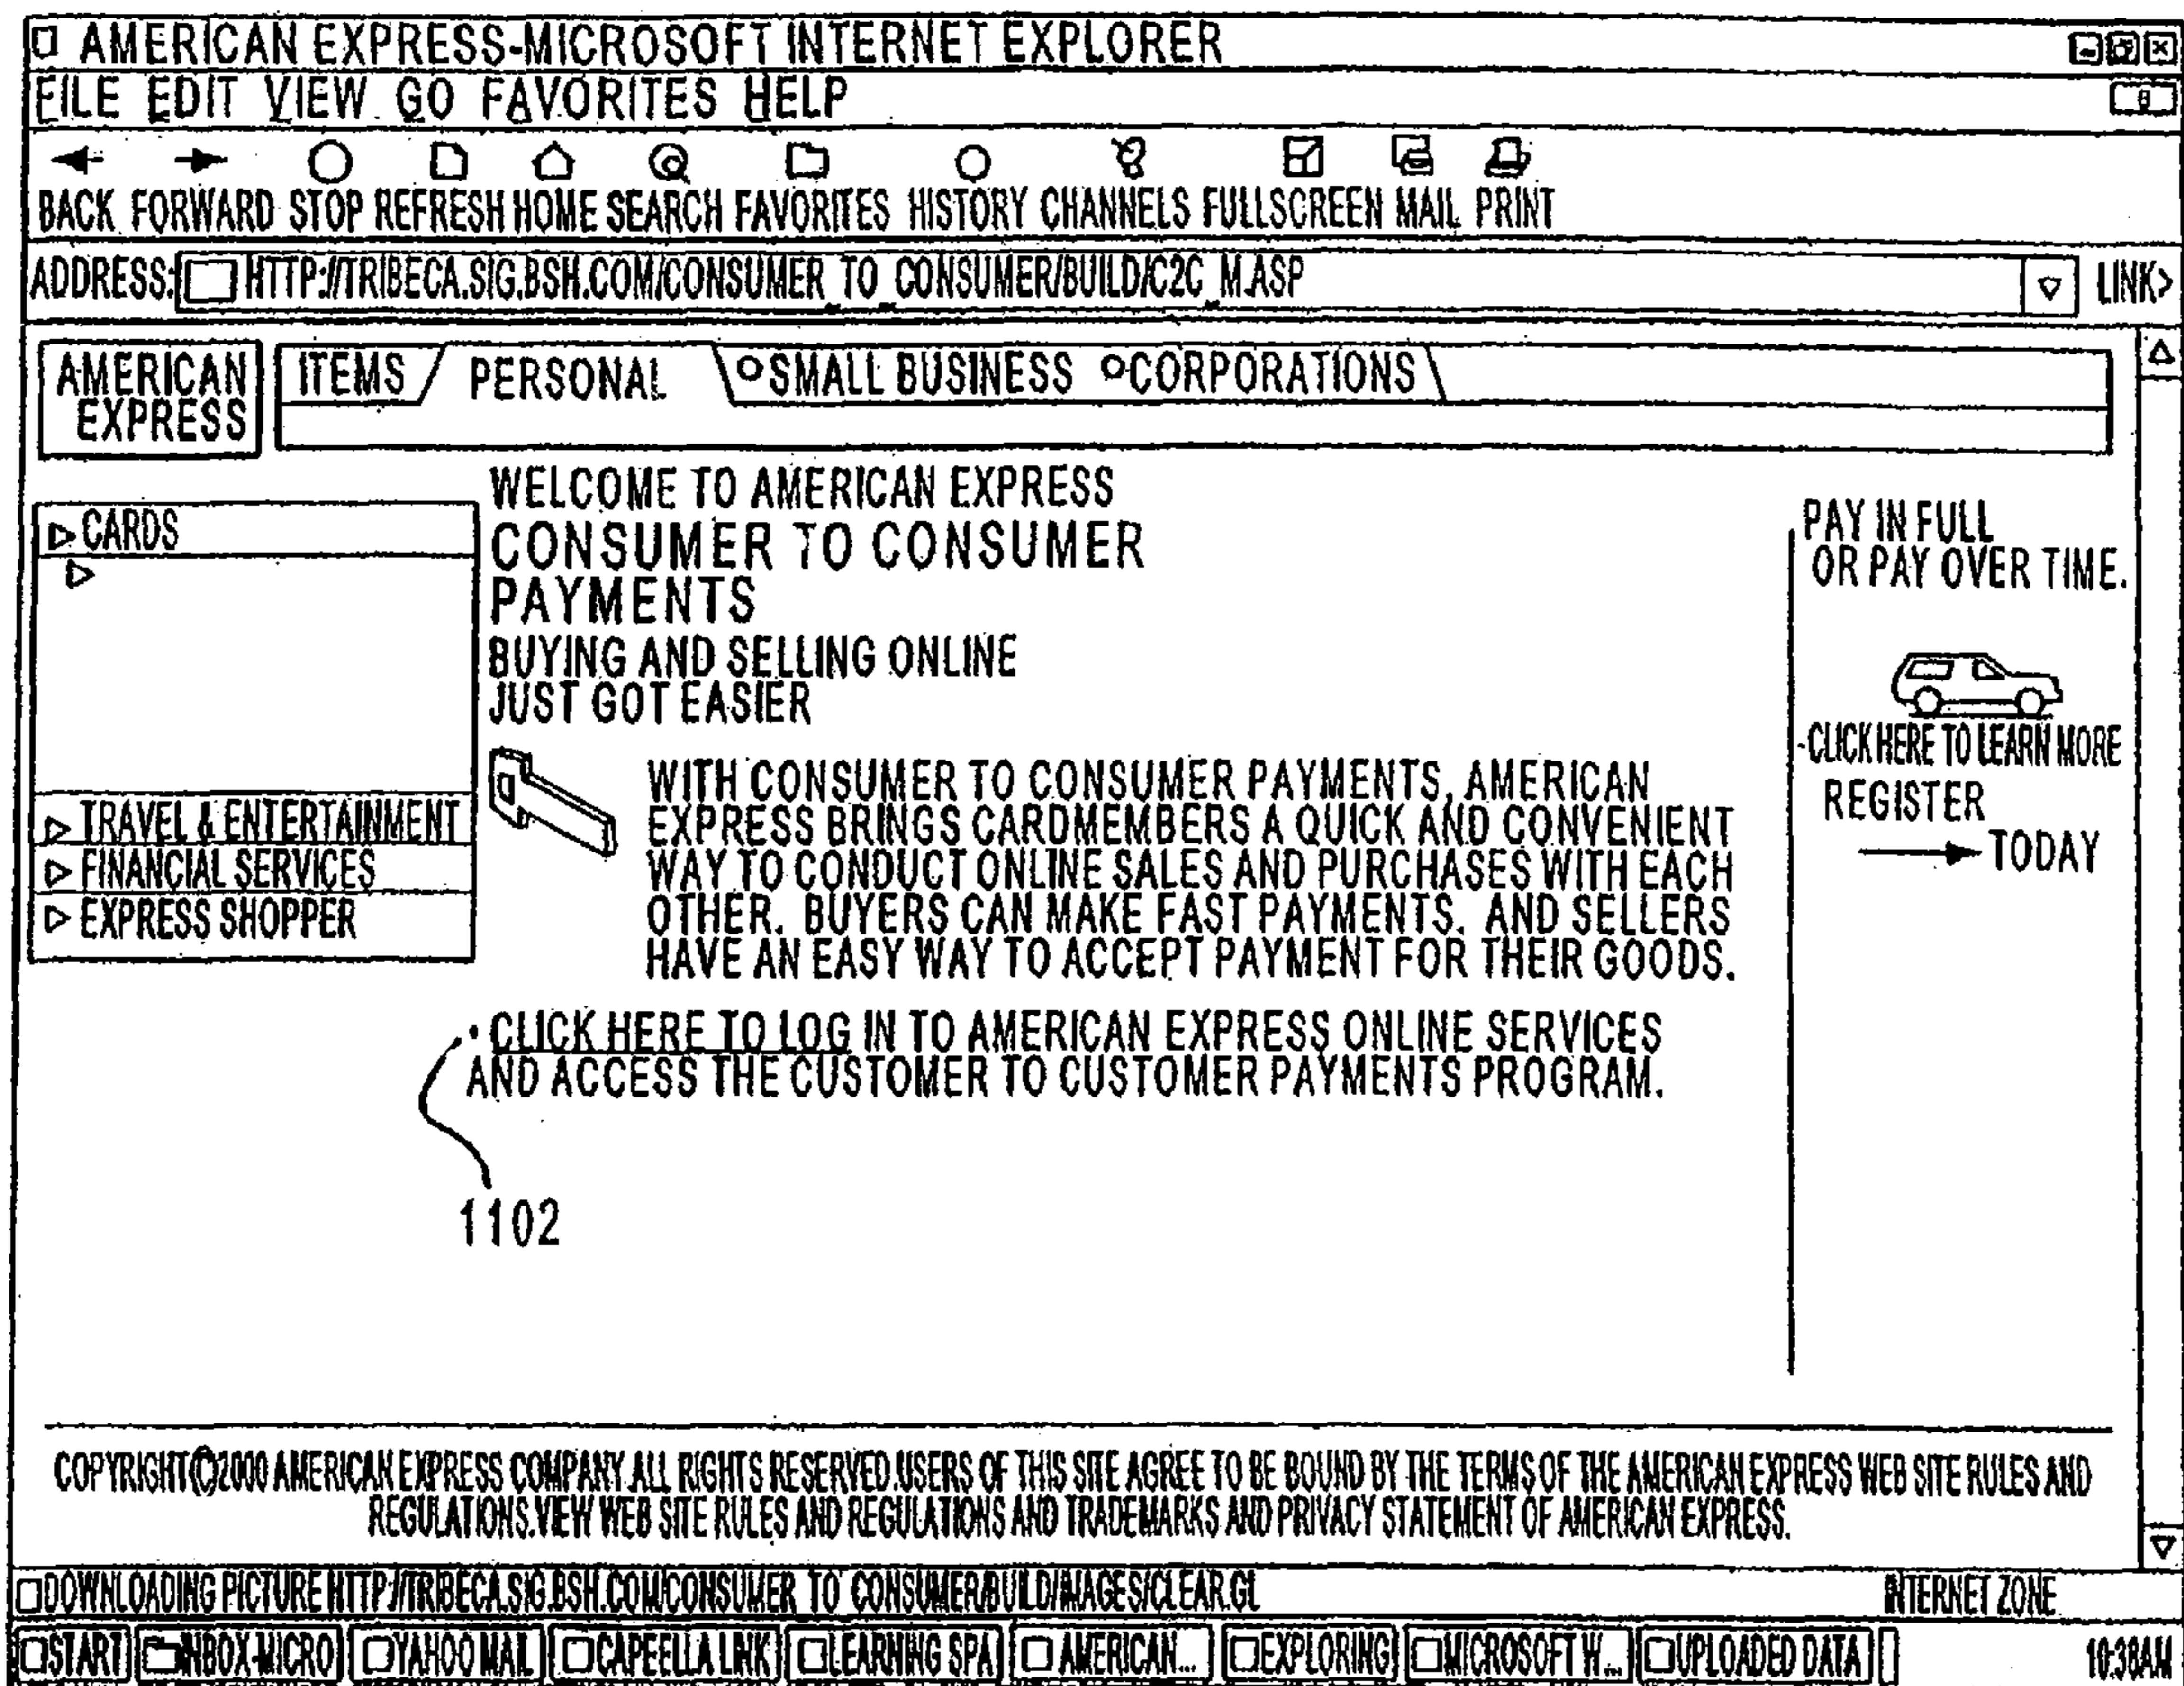 AMERICAN EXPRESS-MICROSOFT INTERNET EXPLORER
FILE EDIT VIEW GO FAVORITES HELP
BACK FORWARD STOP REFRESH HOME SEARCH FAVORITES HISTORY CHANNELS FULLSCREEN MAIL PRINT
ADDRESS: HTTP://TRIBECA.SIG.BSH.COM/CONSUMER_TO_CONSUMER/BUILD/C2C_M.ASP LINK>
AMERICAN EXPRESS
ITEMS PERSONAL SMALL BUSINESS CORPORATIONS
CARDS
TRAVEL & ENTERTAINMENT
FINANCIAL SERVICES
EXPRESS SHOPPER
WELCOME TO AMERICAN EXPRESS
CONSUMER TO CONSUMER
PAYMENTS
BUYING AND SELLING ONLINE
JUST GOT EASIER
WITH CONSUMER TO CONSUMER PAYMENTS, AMERICAN
EXPRESS BRINGS CARDMEMBERS A QUICK AND CONVENIENT
WAY TO CONDUCT ONLINE SALES AND PURCHASES WITH EACH
OTHER. BUYERS CAN MAKE FAST PAYMENTS. AND SELLERS
HAVE AN EASY WAY TO ACCEPT PAYMENT FOR THEIR GOODS.
• CLICK HERE TO LOG IN TO AMERICAN EXPRESS ONLINE SERVICES
AND ACCESS THE CUSTOMER TO CUSTOMER PAYMENTS PROGRAM.
1102
PAY IN FULL
OR PAY OVER TIME.
-CLICK HERE TO LEARN MORE
REGISTER
TODAY
COPYRIGHT©2000 AMERICAN EXPRESS COMPANY.ALL RIGHTS RESERVED.USERS OF THIS SITE AGREE TO BE BOUND BY THE TERMS OF THE AMERICAN EXPRESS WEB SITE RULES AND
REGULATIONS.VIEW WEB SITE RULES AND REGULATIONS AND TRADEMARKS AND PRIVACY STATEMENT OF AMERICAN EXPRESS.
DOWNLOADING PICTURE HTTP://TRIBECA.SIG.BSH.COM/CONSUMER TO CONSUMER/BUILD/IMAGES/CLEAR.GL INTERNET ZONE
START INBOX-MICRO YAHOO MAIL CAPEELLA LINK LEARNING SPA AMERICAN... EXPLORING MICROSOFT W... UPLOADED DATA 10:38AM